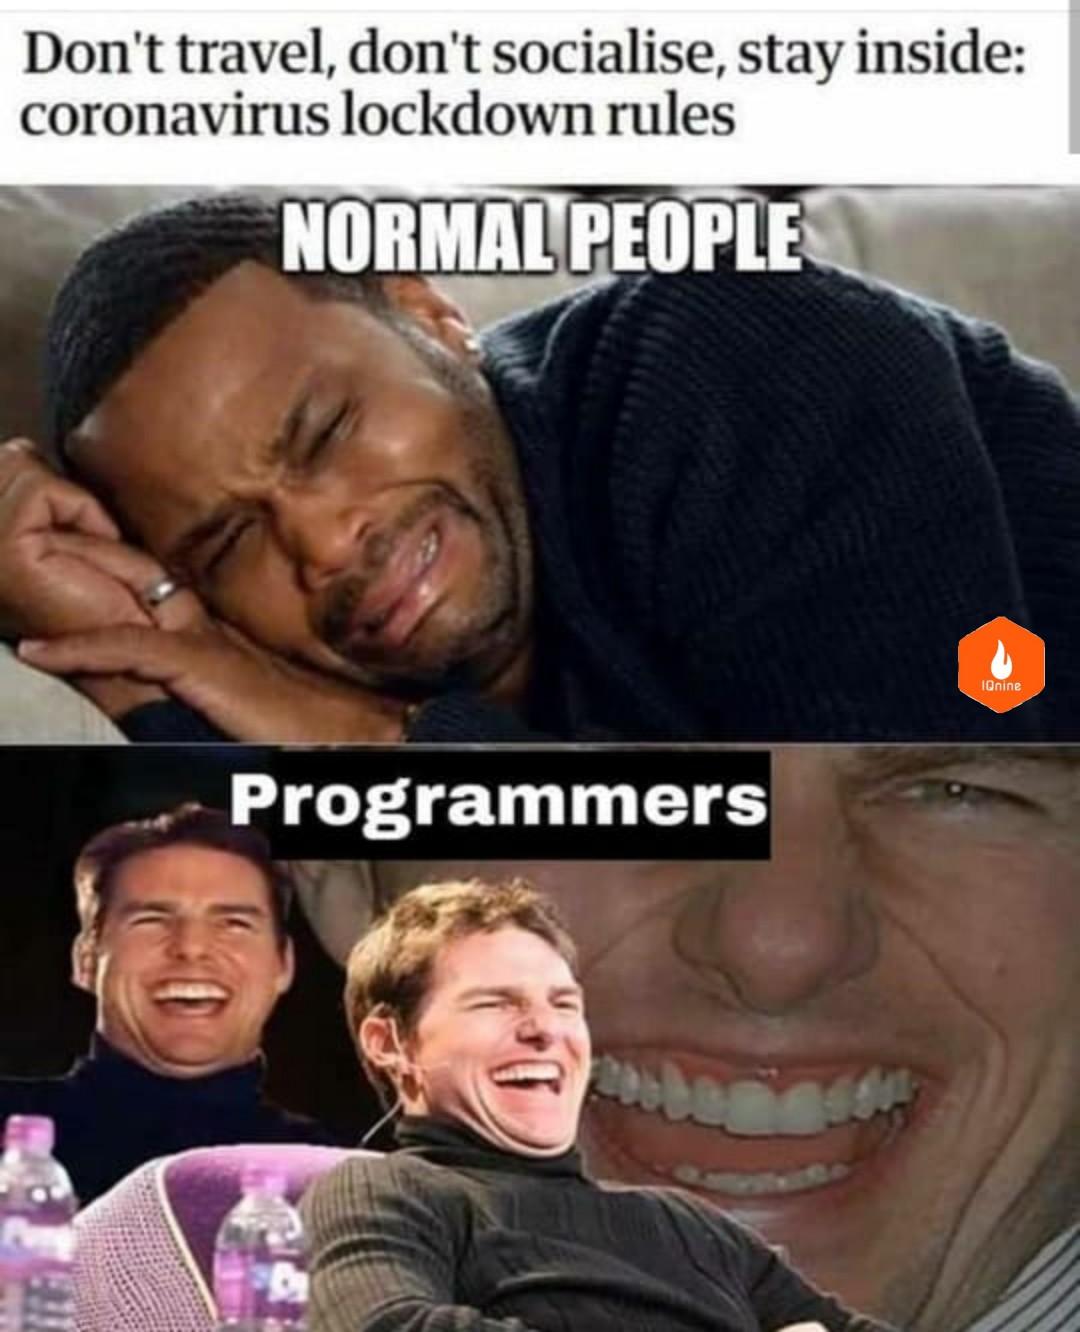 Don't travel, don't socialise, stay inside:
coronavirus lockdown rules
NORMAL PEOPLE
IQnine
Programmers